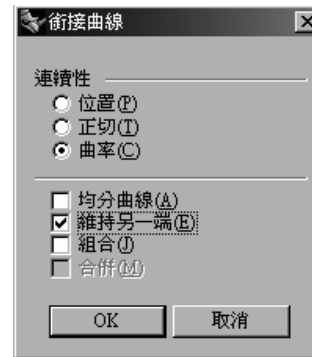 銜接曲線
連續性
位置(P)
正切(T)
曲率(C)
均分曲線(A)
維持另一端(E)
組合(J)
合併(M)
OK 取消